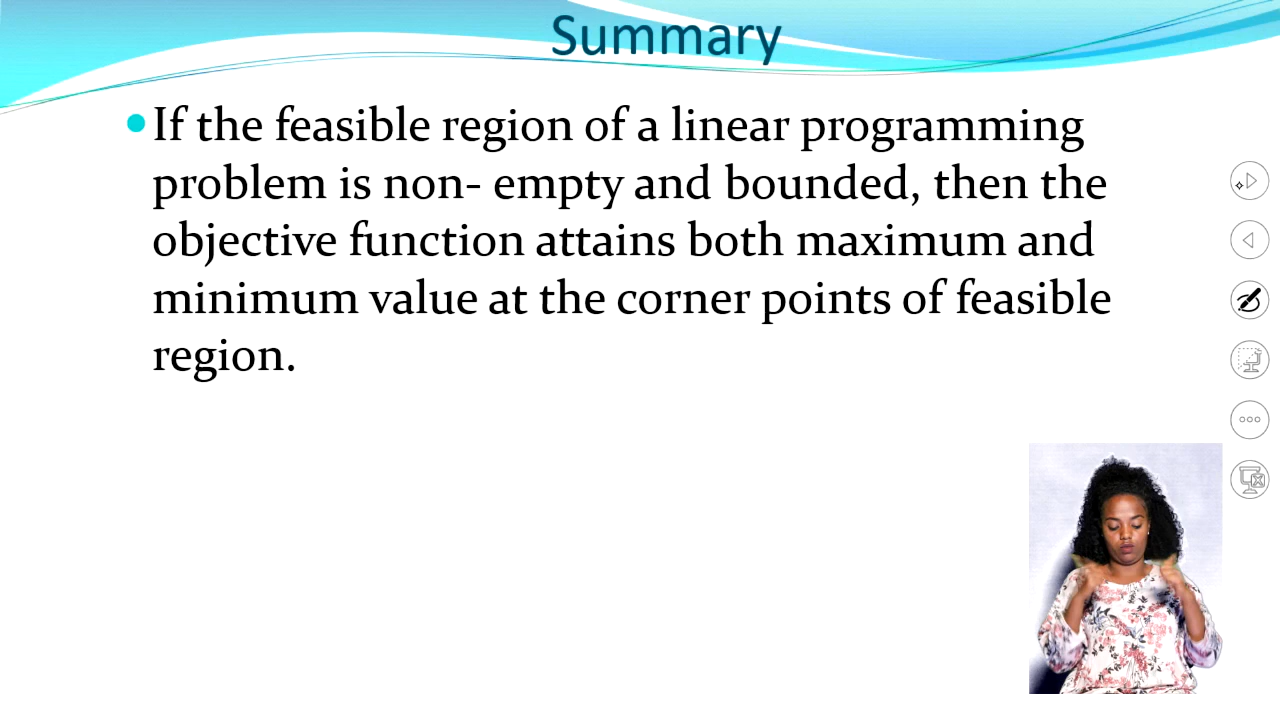 Summary
If the feasible region of a linear programming
problem is non- empty and bounded, then the
objective function attains both maximum and
minimum value at the corner points of feasible
region.